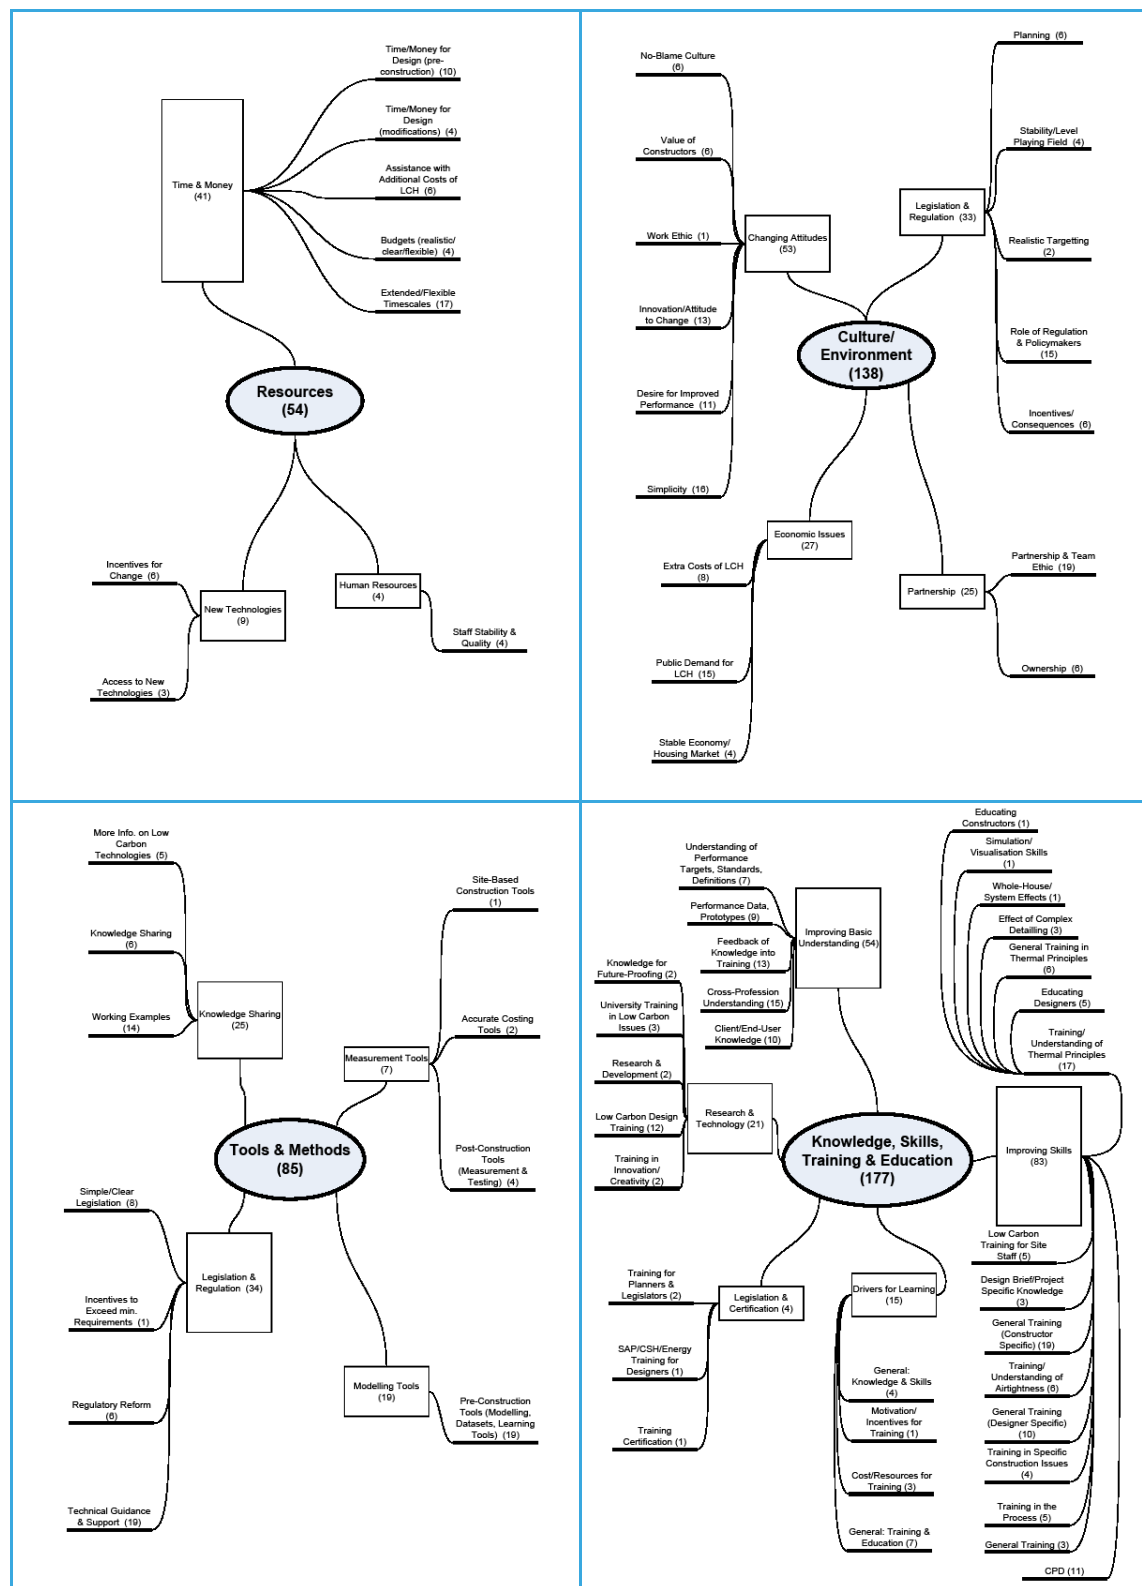 Time/Money for
Design (pre-
construction) (10)
Time/Money for
Design
(modifications) (4)
Time & Money
(41)
Assistance with
Additional Costs of
LCH (6)
Budgets (realistic/
clear/flexible) (4)
Extended/Flexible
Timescales (17)
Resources
(54)
Incentives for
Change (6)
New Technologies
(9)
Access to New
Technologies (3)
Human Resources
(4)
Staff Stability &
Quality (4)
No-Blame Culture
(6)
Value of
Constructors (6)
Work Ethic (1)
Changing Attitudes
(53)
Innovation/Attitude
to Change (13)
Desire for Improved
Performance (11)
Simplicity (16)
Planning (6)
Stability/Level
Playing Field (4)
Legislation &
Regulation (33)
Realistic Targetting
(2)
Role of Regulation
& Policymakers
(15)
Incentives/
Consequences (6)
Culture/
Environment
(138)
Economic Issues
(27)
Extra Costs of LCH
(8)
Public Demand for
LCH (15)
Stable Economy/
Housing Market (4)
Partnership (25)
Partnership & Team
Ethic (19)
Ownership (6)
More Info. on Low
Carbon
Technologies (5)
Knowledge Sharing
(6)
Working Examples
(14)
Knowledge Sharing
(25)
Site-Based
Construction Tools
(1)
Accurate Costing
Tools (2)
Measurement Tools
(7)
Post-Construction
Tools
(Measurement &
Testing) (4)
Tools & Methods
(85)
Simple/Clear
Legislation (8)
Legislation &
Regulation (34)
Incentives to
Exceed min.
Requirements (1)
Regulatory Reform
(6)
Technical Guidance
& Support (19)
Modelling Tools
(19)
Pre-Construction
Tools (Modelling,
Datasets, Learning
Tools) (19)
Understanding of
Performance
Targets, Standards,
Definitions (7)
Performance Data,
Prototypes (9)
Improving Basic
Understanding (54)
Feedback of
Knowledge into
Training (13)
Cross-Profession
Understanding (15)
Client/End-User
Knowledge (10)
Knowledge for
Future-Proofing (2)
University Training
in Low Carbon
Issues (3)
Research &
Development (2)
Low Carbon Design
Training (12)
Training in
Innovation/
Creativity (2)
Research &
Technology (21)
Knowledge, Skills,
Training & Education
(177)
Educating
Constructors (1)
Simulation/
Visualisation Skills
(1)
Whole-House/
System Effects (1)
Effect of Complex
Detailling (3)
General Training in
Thermal Principles
(6)
Educating
Designers (5)
Training/
Understanding of
Thermal Principles
(17)
Improving Skills
(83)
Low Carbon
Training for Site
Staff (5)
Design Brief/Project
Specific Knowledge
(3)
General Training
(Constructor
Specific) (19)
Training/
Understanding of
Airtightness (6)
General Training
(Designer Specific)
(10)
Training in Specific
Construction Issues
(4)
Training in the
Process (5)
General Training (3)
CPD (11)
Training for
Planners &
Legislators (2)
Legislation &
Certification (4)
SAP/CSH/Energy
Training for
Designers (1)
Training
Certification (1)
Drivers for Learning
(15)
General:
Knowledge & Skills
(4)
Motivation/
Incentives for
Training (1)
Cost/Resources for
Training (3)
General: Training &
Education (7)